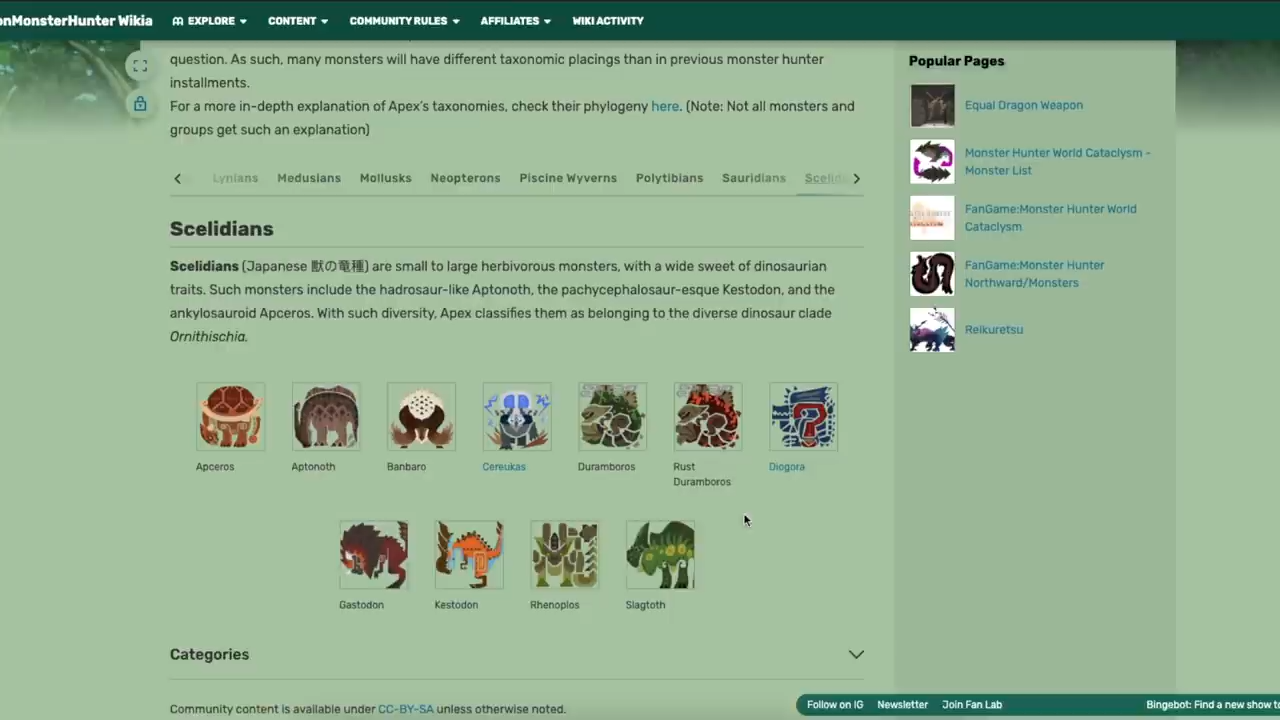 onMonsterHunter Wikia
EXPLORE
CONTENT
COMMUNITY RULES
AFFILIATES
WIKI ACTIVITY
question. As such, many monsters will have different taxonomic placings than in previous monster hunter
installments.
For a more in-depth explanation of Apex's taxonomies, check their phylogeny here. (Note: Not all monsters and
groups get such an explanation)
Lynians Medusians Mollusks Neopterons Piscine Wyverns Polytibians Sauridians Scelid
Scelidians
Scelidians (Japanese 獣の竜種) are small to large herbivorous monsters, with a wide sweet of dinosaurian
traits. Such monsters include the hadrosaur-like Aptonoth, the pachycephalosaur-esque Kestodon, and the
ankylosauroid Apceros. With such diversity, Apex classifies them as belonging to the diverse dinosaur clade
Ornithischia.
Apceros
Aptonoth
Banbaro
Cereukas
Duramboros
Rust
Duramboros
Diogora
Gastodon
Kestodon
Rhenoplos
Slagtoth
Categories
Community content is available under CC-BY-SA unless otherwise noted.
Popular Pages
Equal Dragon Weapon
Monster Hunter World Cataclysm -
Monster List
FanGame:Monster Hunter World
Cataclysm
FanGame:Monster Hunter
Northward/Monsters
Reikuretsu
Follow on IG
Newsletter
Join Fan Lab
Bingebot: Find a new show to